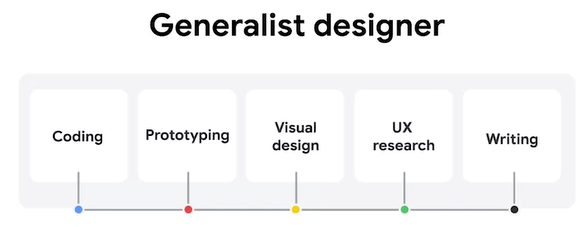 Generalist designer
Coding
Prototyping
Visual
design
UX
research
Writing